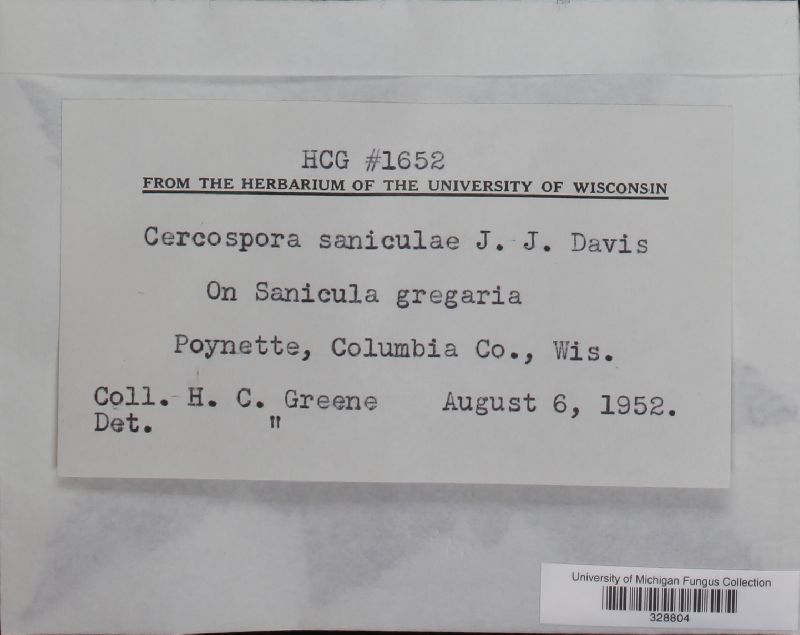 HCG #1652
FROM THE HERBARIUM OF THE UNIVERSITY OF WISCONSIN
Cercospora saniculae J. J. Davis
On Sanicula gregaria
Poynette, Columbia Co., Wis.
Coll. H. C. Greene August 6, 1952.
Det. "
University of Michigan Fungus Collection
328804